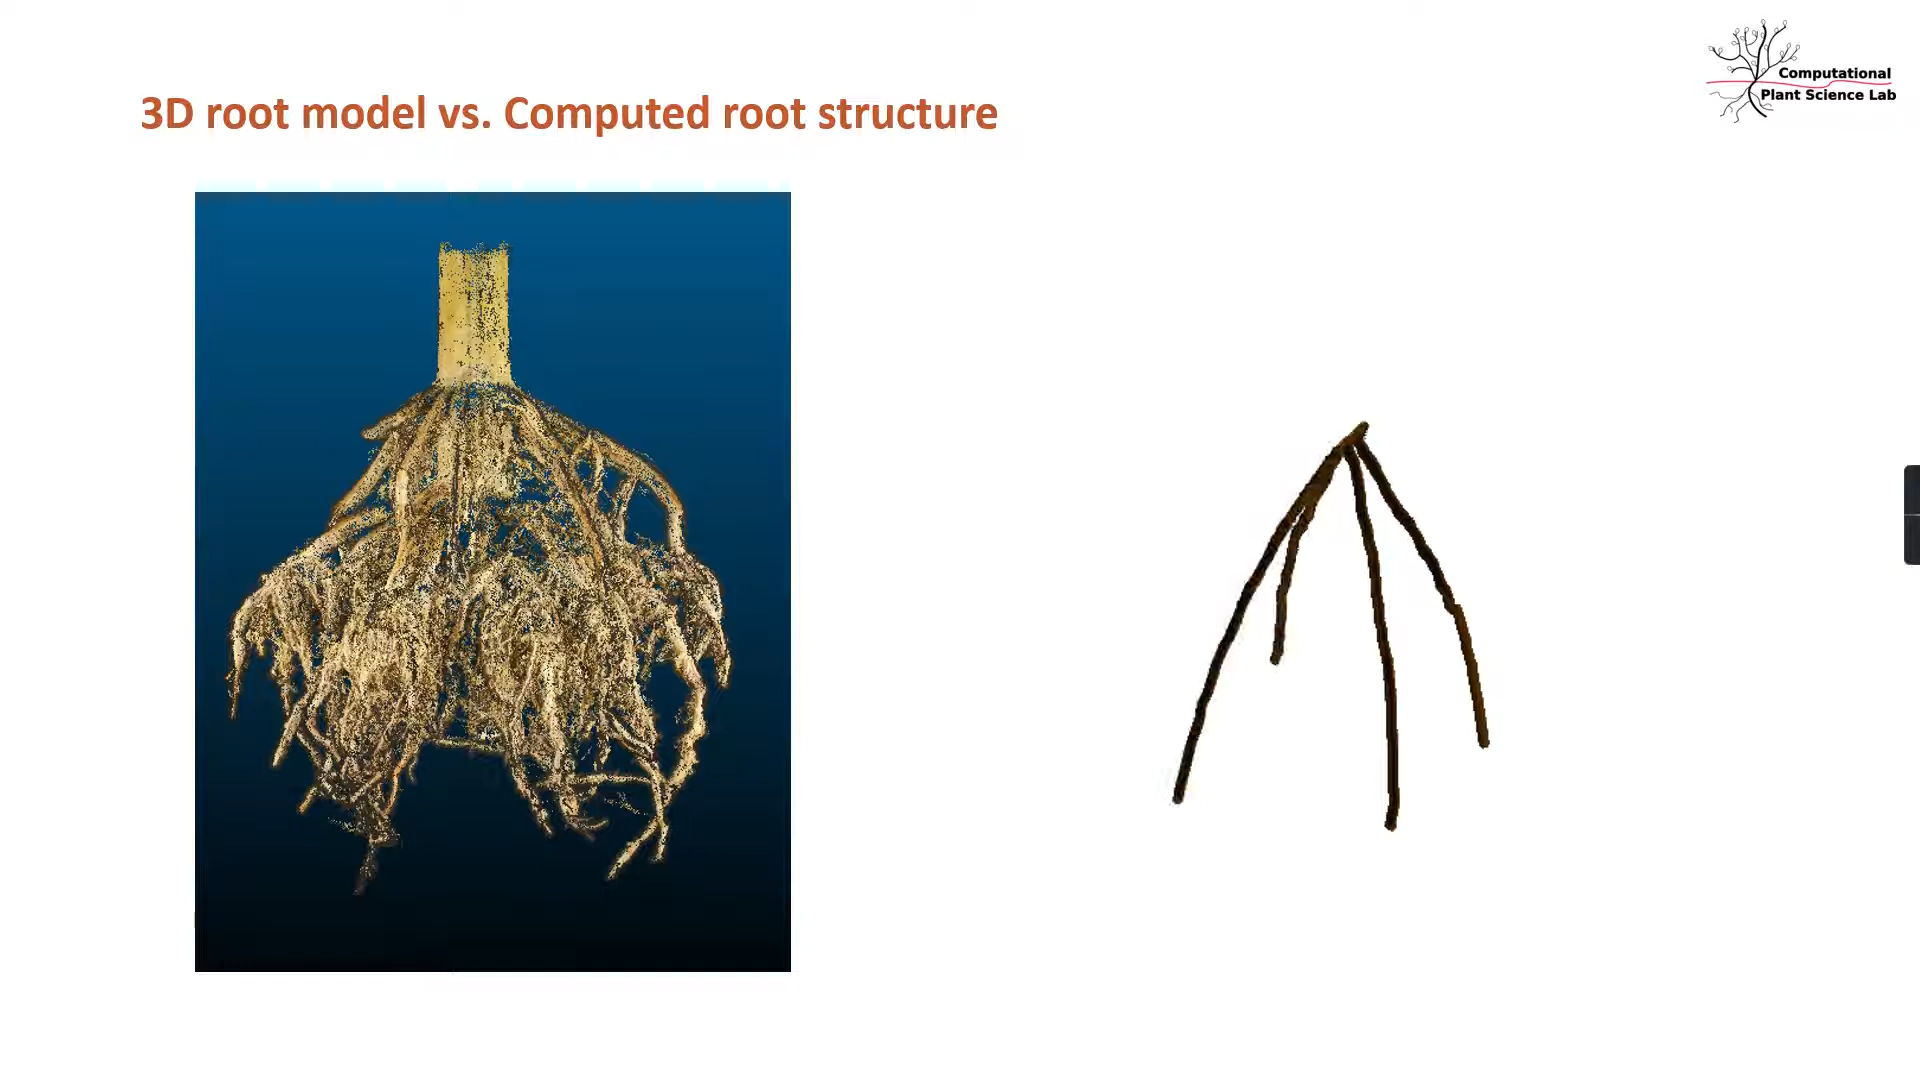 3D root model vs. Computed root structure
Computational
Plant Science Lab